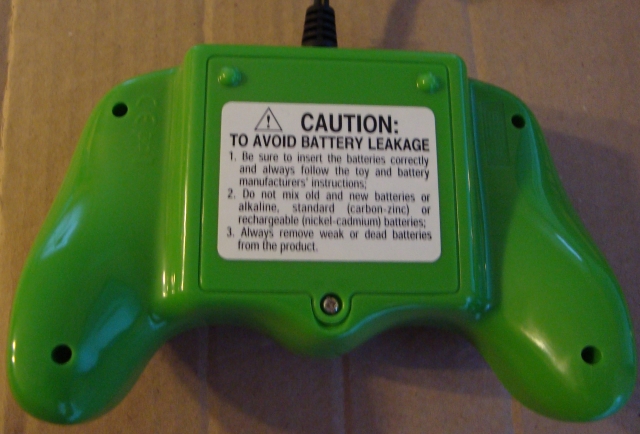 CAUTION:
TO AVOID BATTERY LEAKAGE
1. Be sure to insert the batteries correctly
and always follow the toy and battery
manufacturers' instructions;
2. Do not mix old and new batteries or
alkaline, standard (carbon-zinc) or
rechargeable (nickel-cadmium) batteries;
3. Always remove weak or dead batteries
from the product.